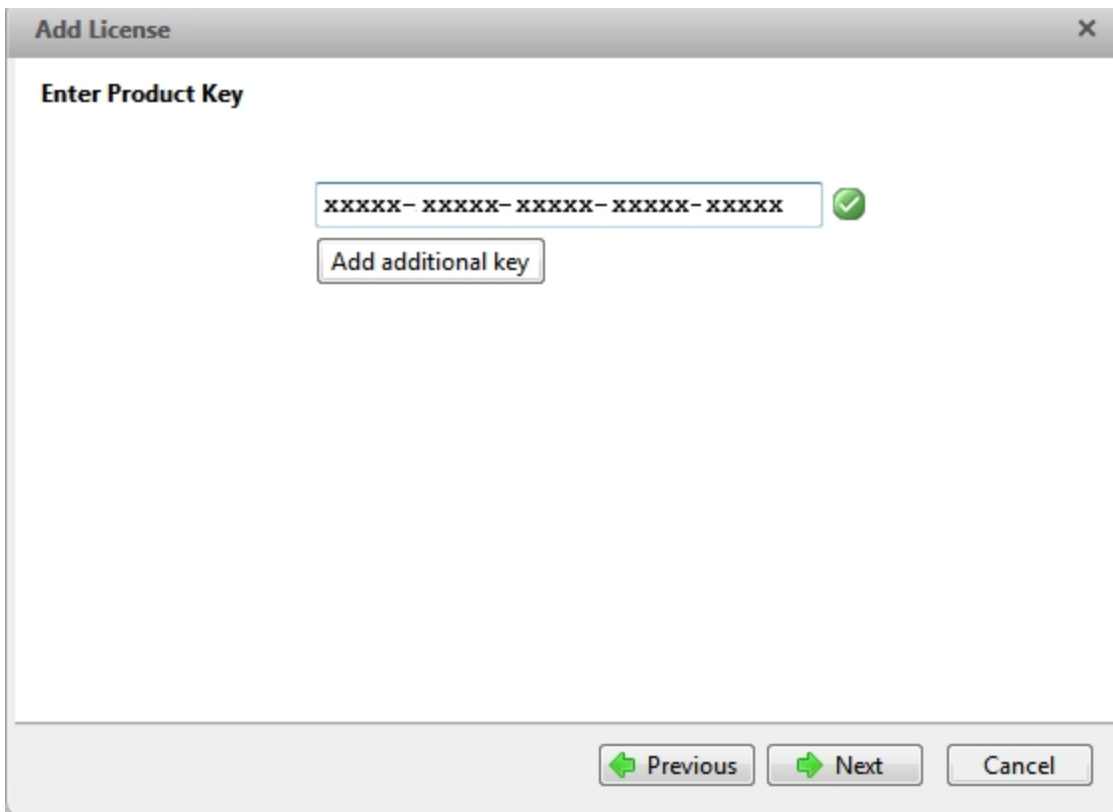 Add License
Enter Product Key
xxxxx-xxxxx-xxxxx-xxxxx-xxxxx
Add additional key
Previous Next Cancel